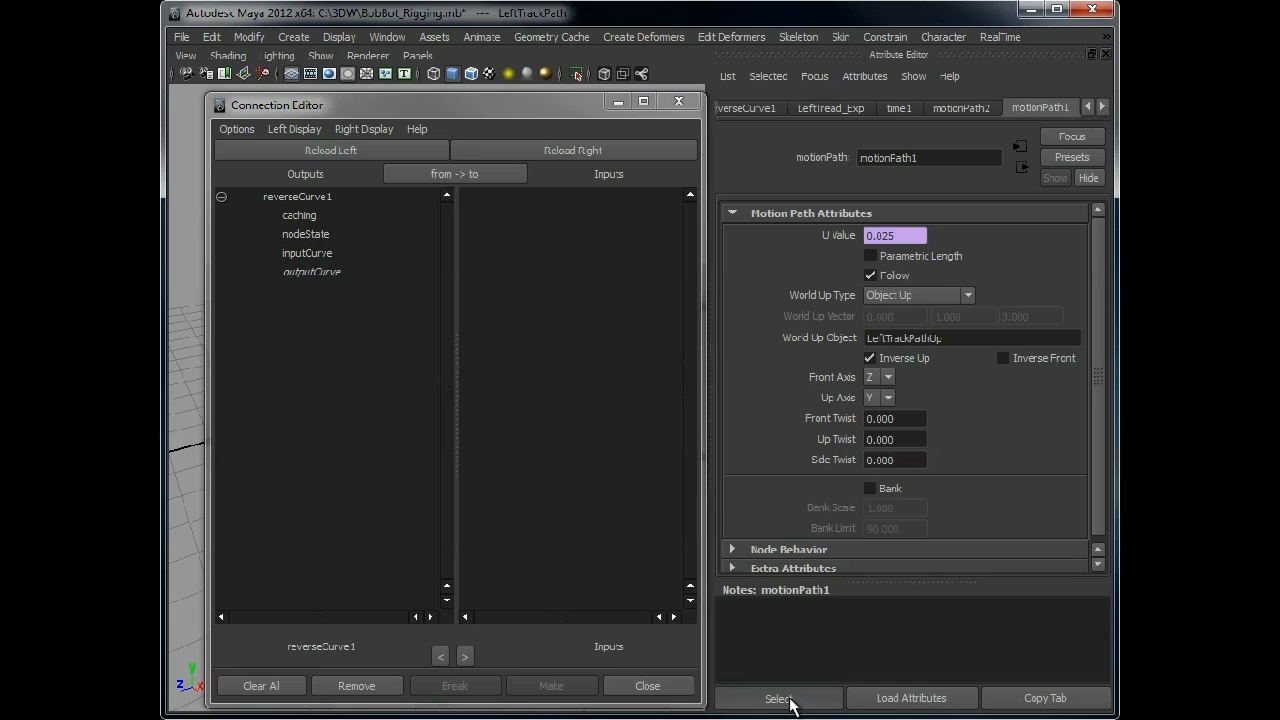 Autodesk Maya 2012 x64: C:\3DW\BobBot_Rigging.mb* --- LeftTrackPath
File Edit Modify Create Display Window Assets Animate Geometry Cache Create Deformers Edit Deformers Skeleton Skin Constrain Character RealTime »
View Shading Lighting Show Renderer Panels
Attribute Editor
List Selected Focus Attributes Show Help
Connection Editor
verseCurve1 LeftTread_Exp time1 motionPath2 motionPath1
Options Left Display Right Display Help
Reload Left Reload Right
Outputs from -> to Inputs
reverseCurve1
caching
nodeState
inputCurve
outputCurve
reverseCurve1 < > Inputs
Clear All Remove Break Make Close
motionPath: motionPath1
Focus
Presets
Show Hide
Motion Path Attributes
U Value 0.025
Parametric Length
Follow
World Up Type Object Up
World Up Vector 0.000 1.000 0.000
World Up Object LeftTrackPathUp
Inverse Up Inverse Front
Front Axis Z
Up Axis Y
Front Twist 0.000
Up Twist 0.000
Side Twist 0.000
Bank
Bank Scale 1.000
Bank Limit 90.000
Node Behavior
Extra Attributes
Notes: motionPath1
Select Load Attributes Copy Tab
y
z x